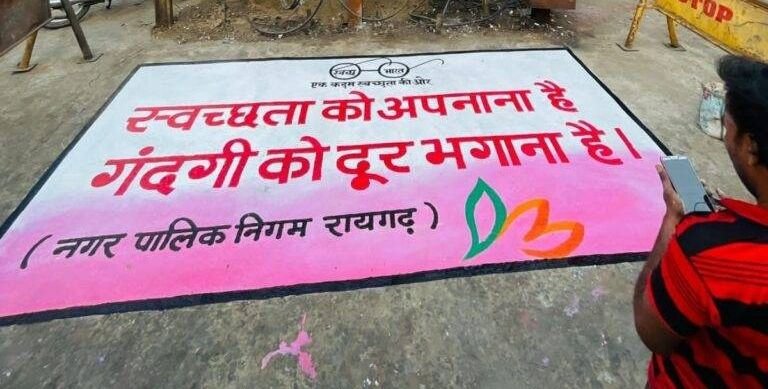 STOP
स्वच्छ भारत
एक कदम स्वच्छता की ओर
स्वच्छता को अपनाना है
गंदगी को दूर भगाना है।
( नगर पालिक निगम रायगढ़ )